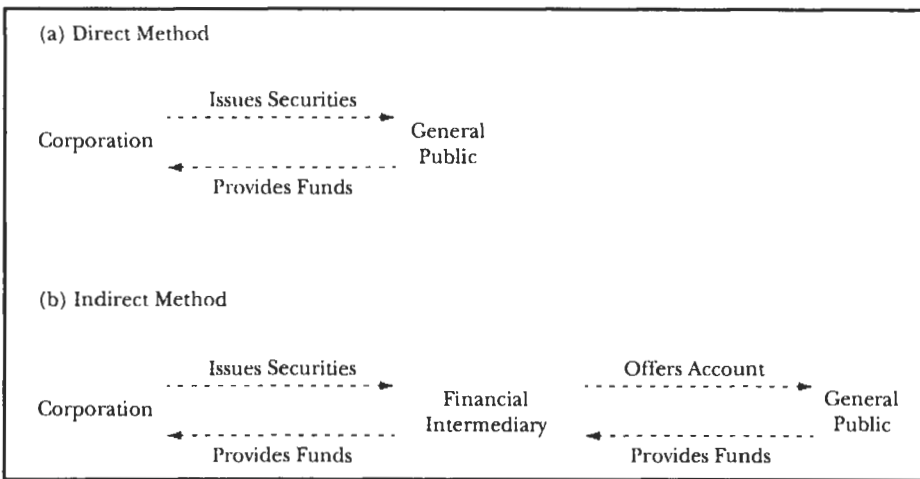 (a) Direct Method
Issues Securities
Corporation
General
Public
Provides Funds
(b) Indirect Method
Issues Securities
Offers Account
Corporation
Financial
Intermediary
General
Public
Provides Funds
Provides Funds